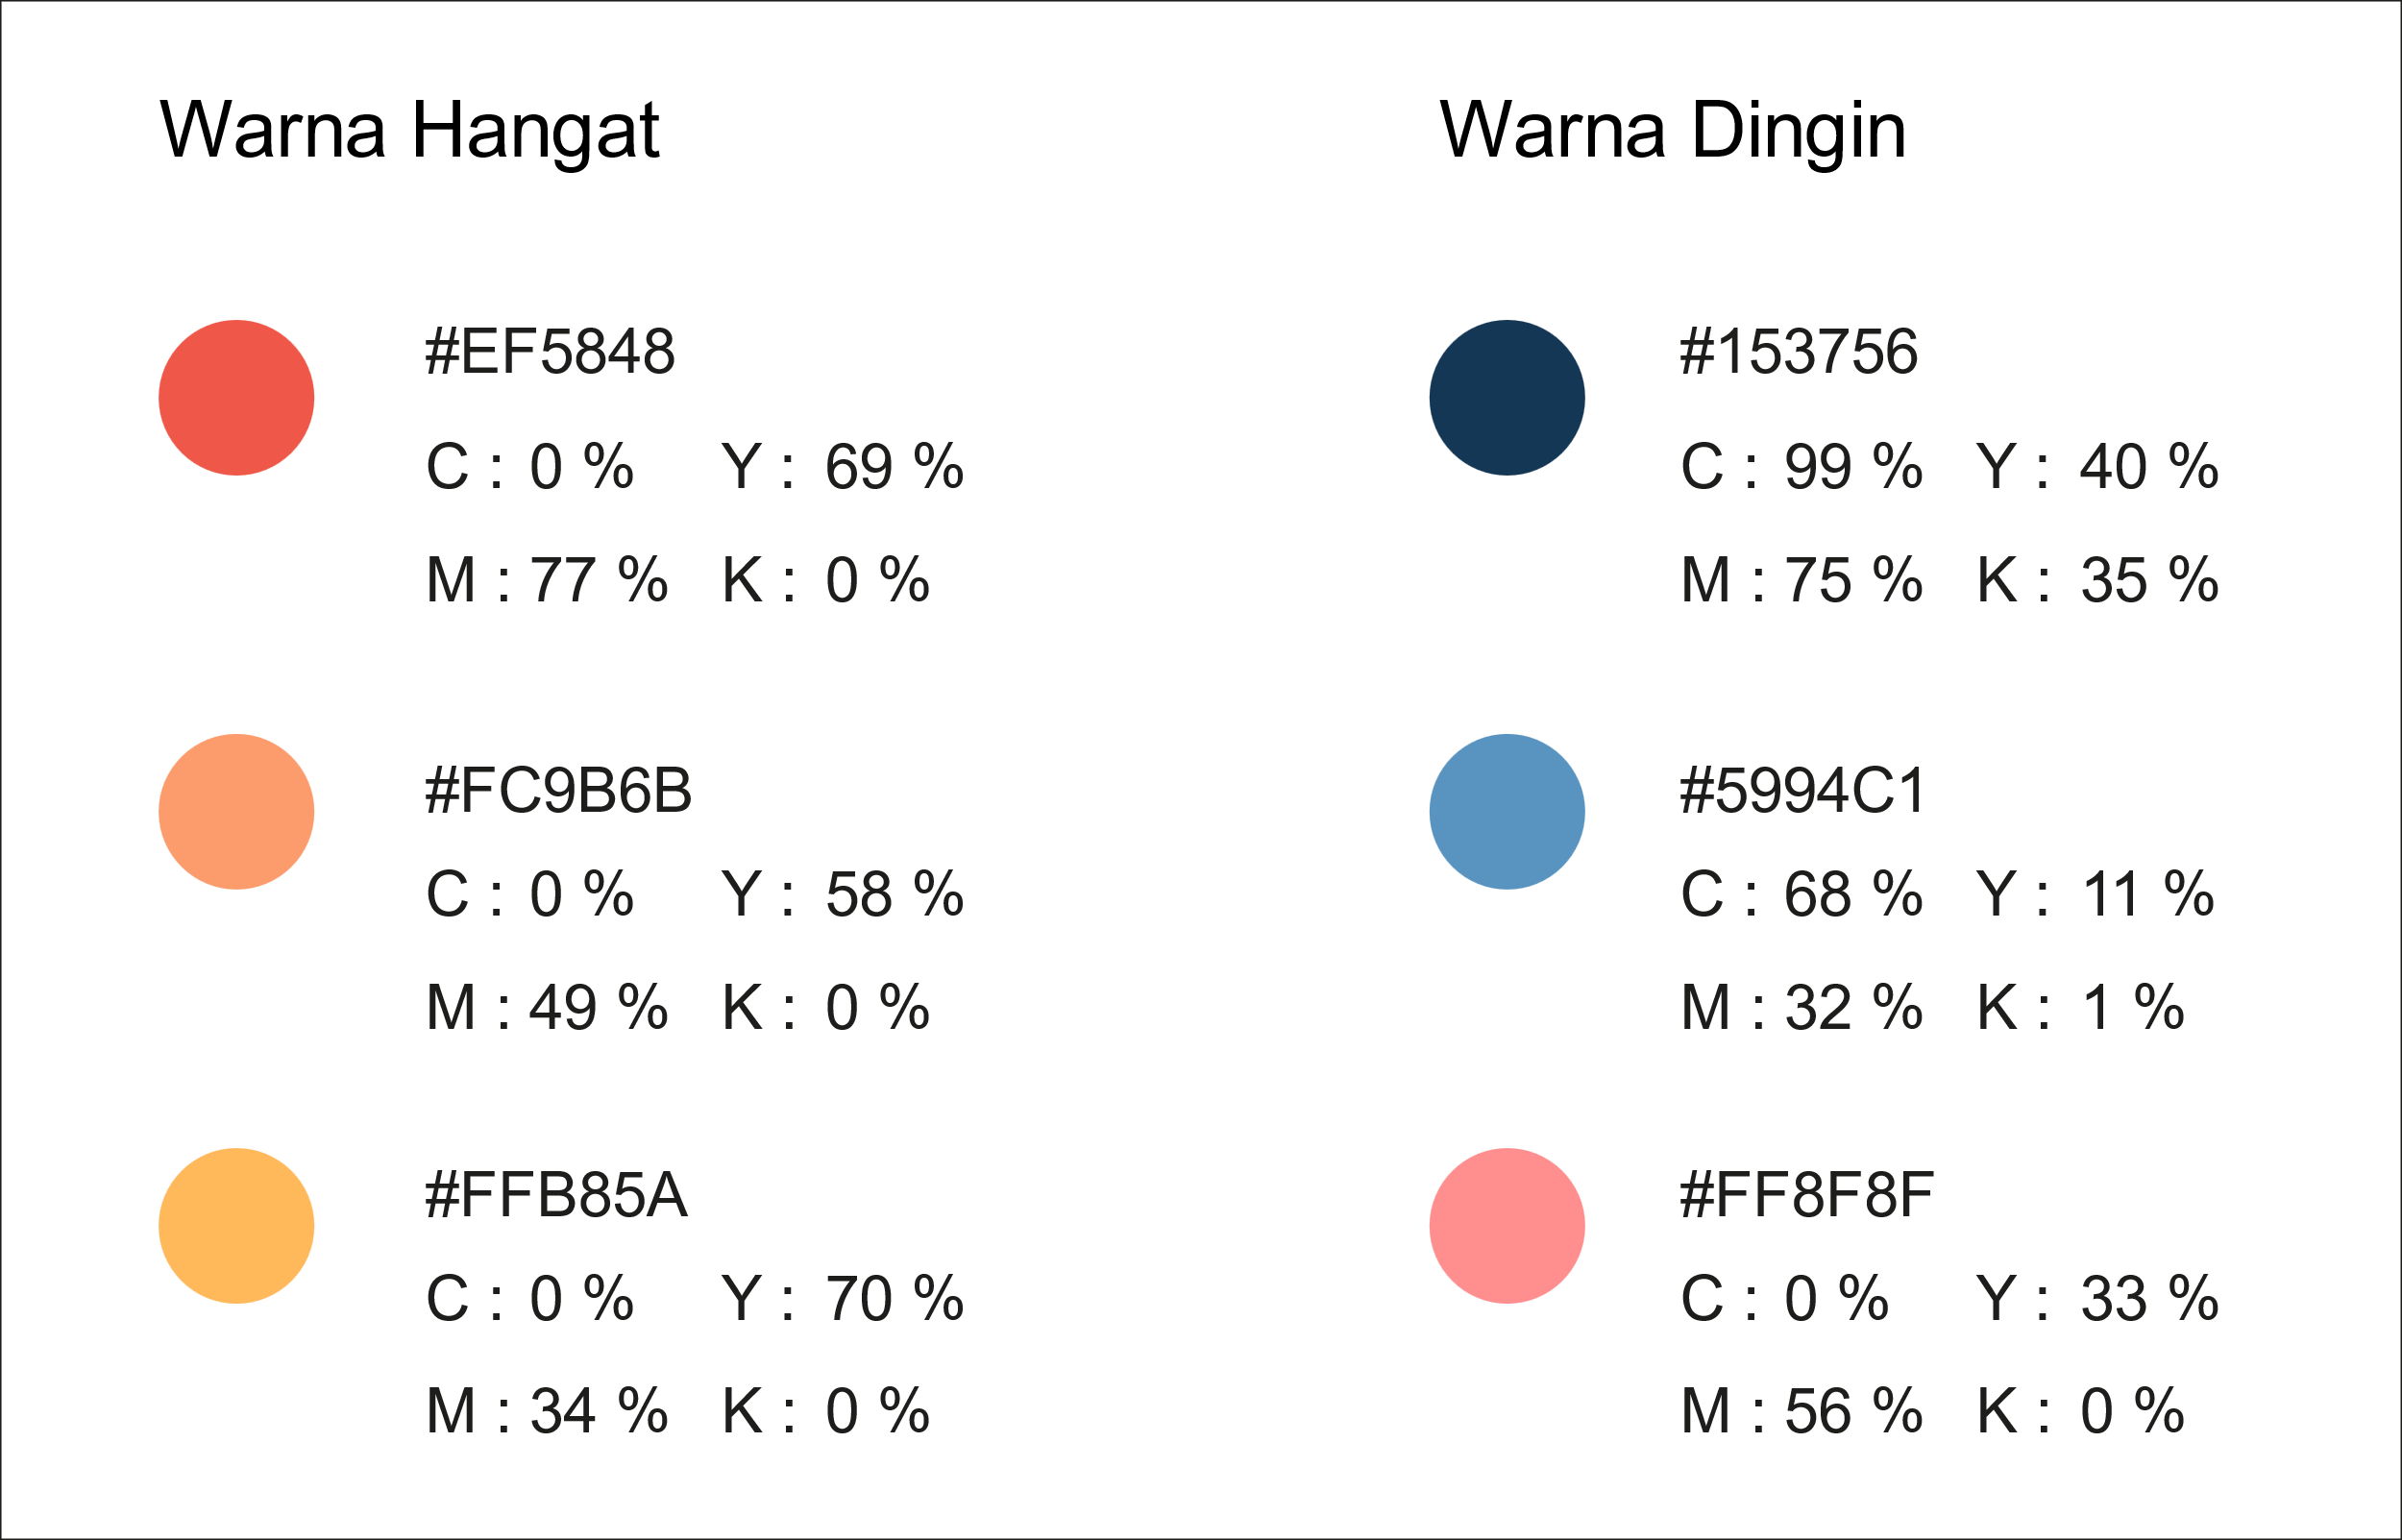 Warna Hangat
#EF5848
C : 0 % Y : 69 %
M : 77 % K : 0 %
#FC9B6B
C : 0 % Y : 58 %
M : 49 % K : 0 %
#FFB85A
C : 0 % Y : 70 %
M : 34 % K : 0 %
Warna Dingin
#153756
C : 99 % Y : 40 %
M : 75 % K : 35 %
#5994C1
C : 68 % Y : 11 %
M : 32 % K : 1 %
#FF8F8F
C : 0 % Y : 33 %
M : 56 % K : 0 %